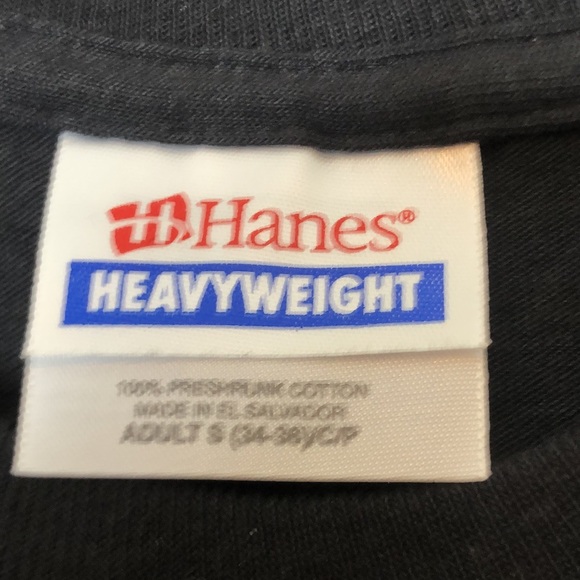 Hanes®
HEAVYWEIGHT
100% PRESHRUNK COTTON
MADE IN EL SALVADOR
ADULT S (34-36)/C/P